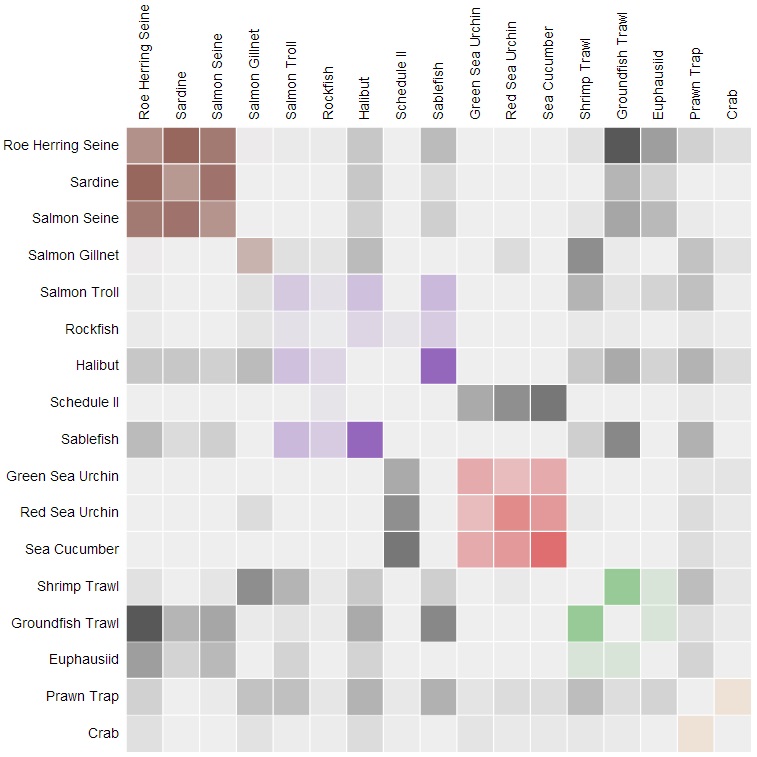 Roe Herring Seine
Sardine
Salmon Seine
Salmon Gillnet
Salmon Troll
Rockfish
Halibut
Schedule II
Sablefish
Green Sea Urchin
Red Sea Urchin
Sea Cucumber
Shrimp Trawl
Groundfish Trawl
Euphausiid
Prawn Trap
Crab
Roe Herring Seine
Sardine
Salmon Seine
Salmon Gillnet
Salmon Troll
Rockfish
Halibut
Schedule II
Sablefish
Green Sea Urchin
Red Sea Urchin
Sea Cucumber
Shrimp Trawl
Groundfish Trawl
Euphausiid
Prawn Trap
Crab